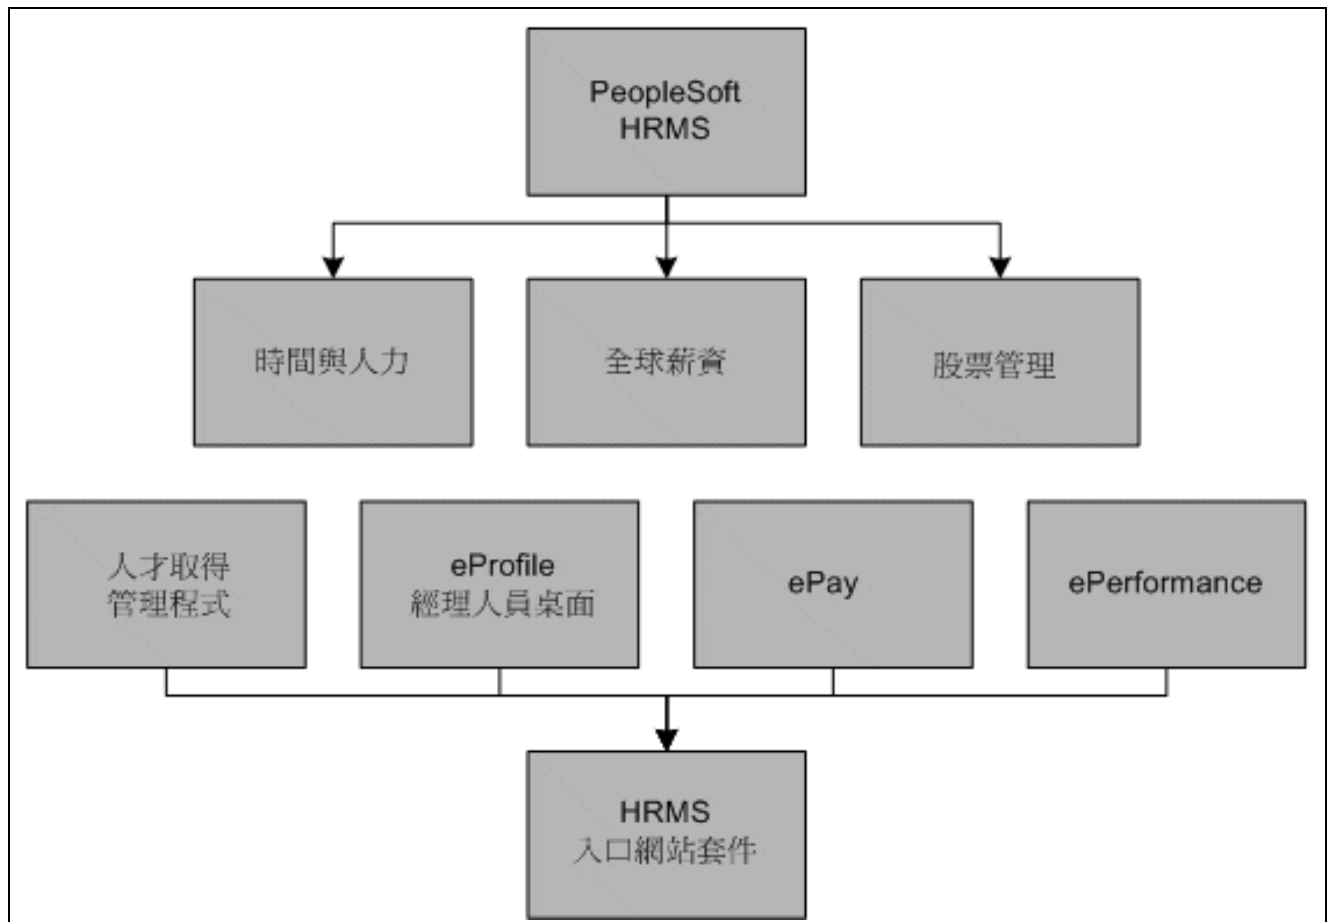 PeopleSoft
HRMS
時間與人力
全球薪資
股票管理
人才取得
管理程式
eProfile
經理人員桌面
ePay
ePerformance
HRMS
入口網站套件